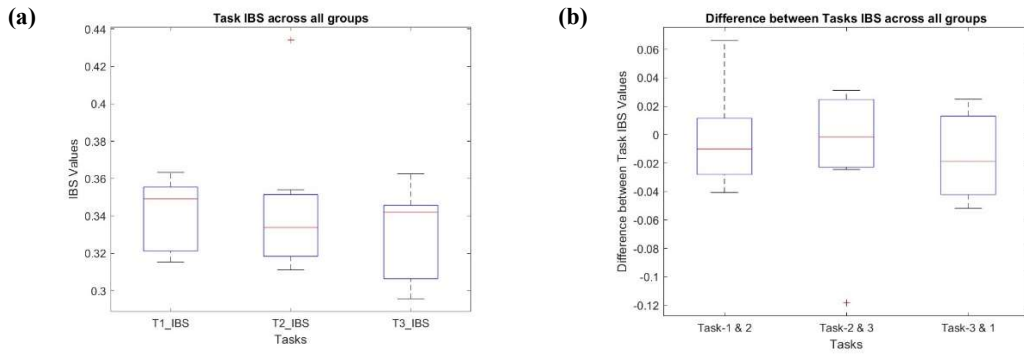 (a)
Task IBS across all groups
0.44
0.42
0.4
0.38
0.36
0.34
0.32
0.3
IBS Values
T1_IBS T2_IBS T3_IBS
Tasks
(b)
Difference between Tasks IBS across all groups
0.06
0.04
0.02
0
-0.02
-0.04
-0.06
-0.08
-0.1
-0.12
Difference between Task IBS Values
Task-1 & 2 Task-2 & 3 Task-3 & 1
Tasks